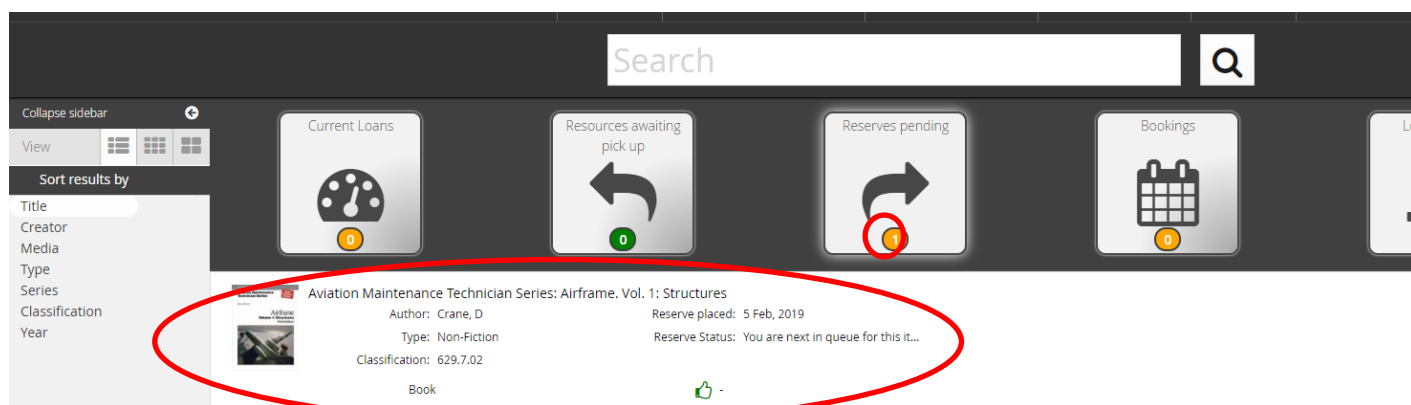 Search
Collapse sidebar
View
Sort results by
Title
Creator
Media
Type
Series
Classification
Year
Current Loans
0
Resources awaiting
pick up
0
Reserves pending
1
Bookings
0
Aviation Maintenance Technician Series: Airframe. Vol. 1: Structures
Author: Crane, D
Reserve placed: 5 Feb, 2019
Type: Non-Fiction
Reserve Status: You are next in queue for this it...
Classification: 629.7.02
Book
-
Airframe